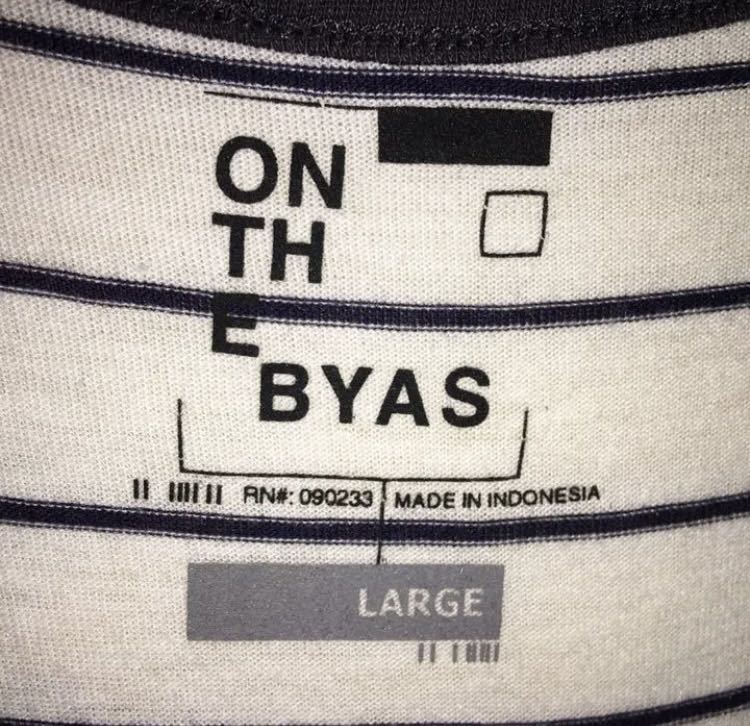 ON
TH
E
BYAS
RN#: 090233 MADE IN INDONESIA
LARGE